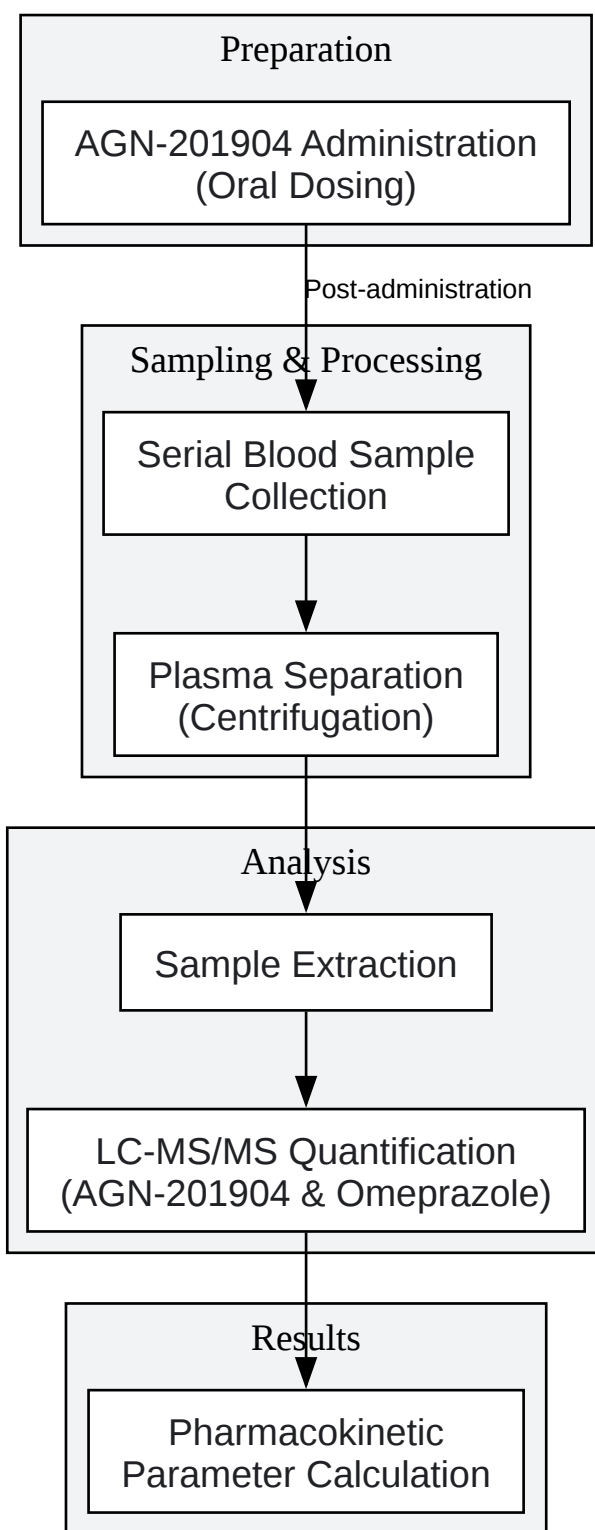 Preparation
AGN-201904 Administration
(Oral Dosing)
Post-administration
Sampling & Processing
Serial Blood Sample
Collection
Plasma Separation
(Centrifugation)
Analysis
Sample Extraction
LC-MS/MS Quantification
(AGN-201904 & Omeprazole)
Results
Pharmacokinetic
Parameter Calculation